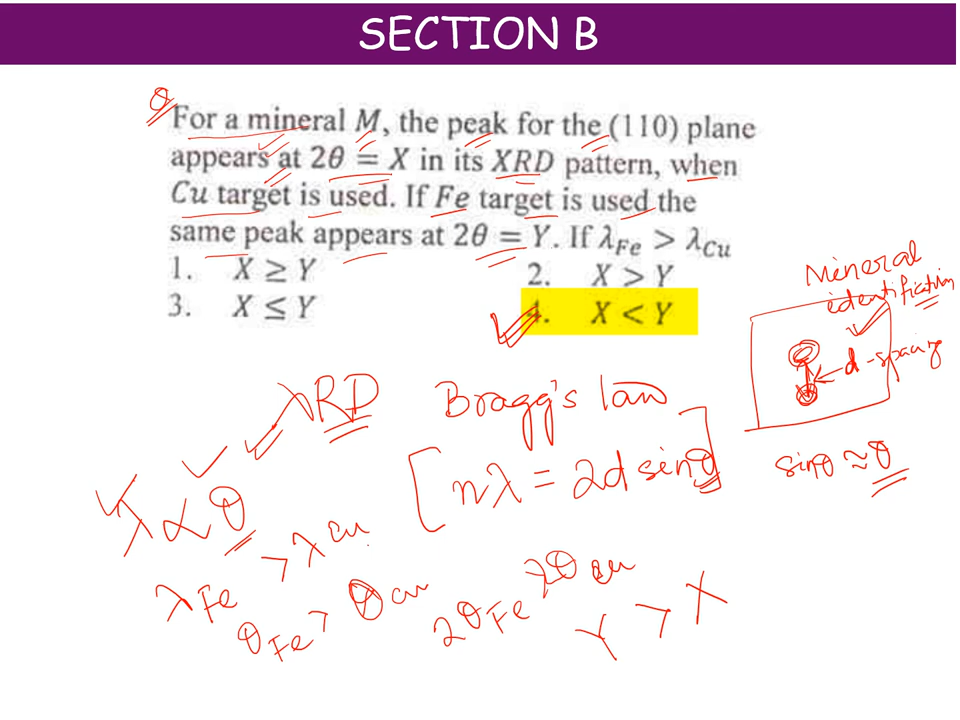 SECTION B
Q
For a mineral M, the peak for the (110) plane
appears at 2θ = X in its XRD pattern, when
Cu target is used. If Fe target is used the
same peak appears at 2θ = Y. If λFe > λCu
1. X ≥ Y 2. X > Y
3. X ≤ Y 4. X < Y
Mineral
identification
d-spacing
XRD Bragg's law
[nλ = 2d sinθ]
sinθ ≈ θ
λ ∝ θ
λFe > λCu
θFe > θCu
2θFe > 2θCu
Y > X